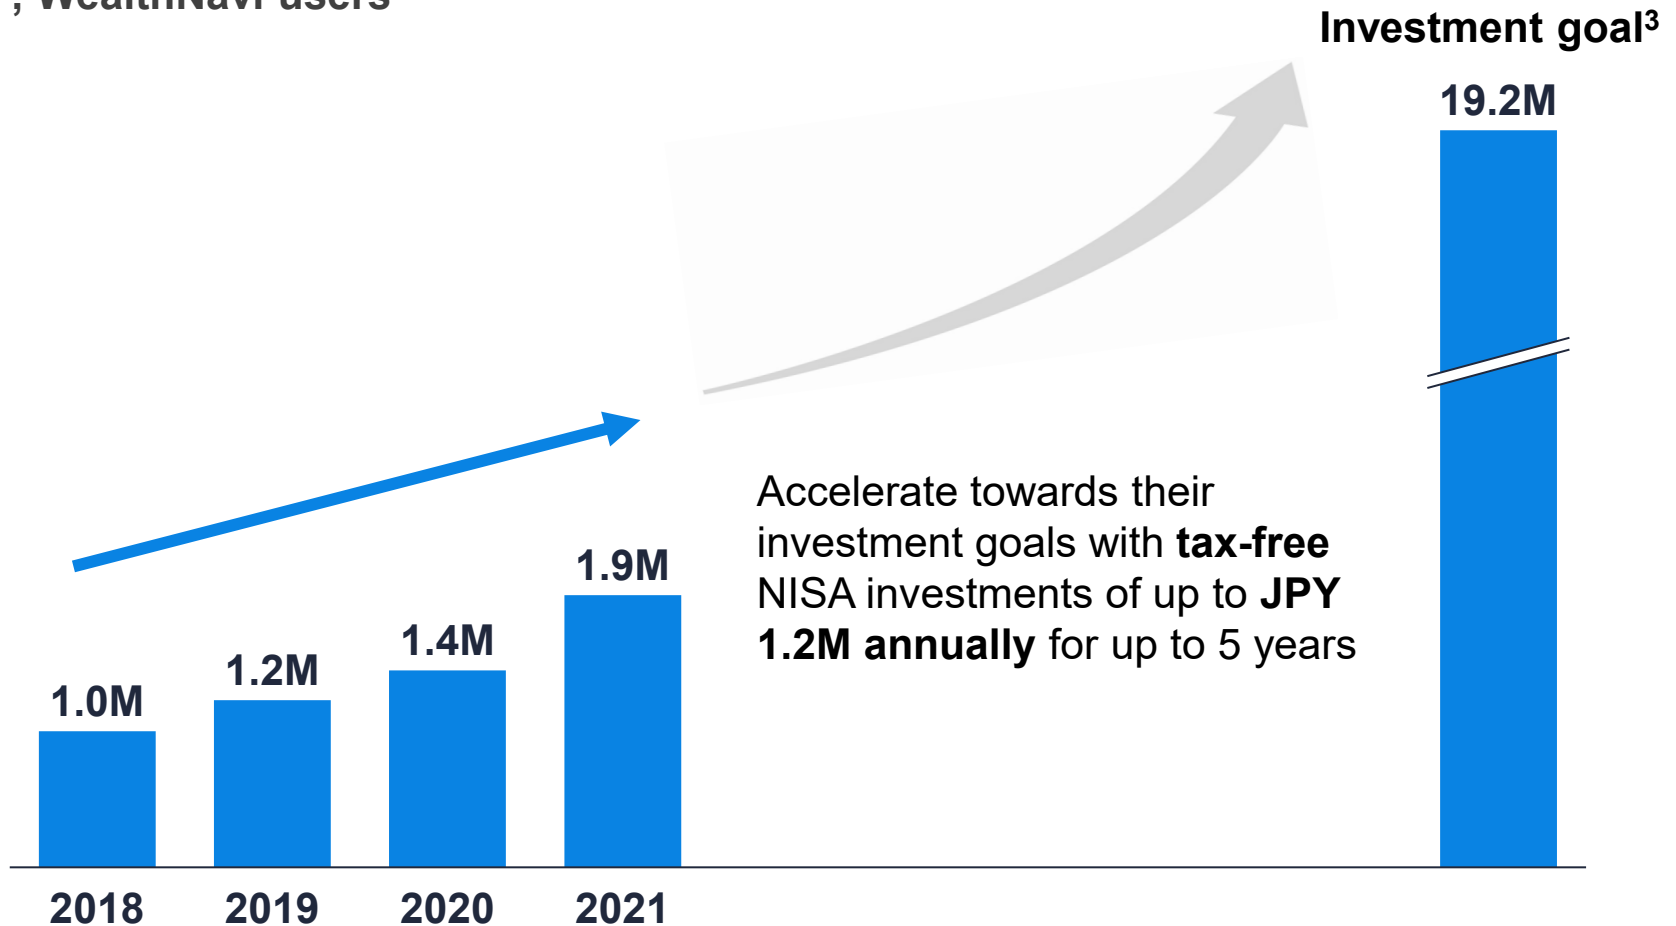 , WealthNavi users
Investment goal³
19.2M
1.9M
1.4M
1.2M
1.0M
Accelerate towards their
investment goals with tax-free
NISA investments of up to JPY
1.2M annually for up to 5 years
2018
2019
2020
2021